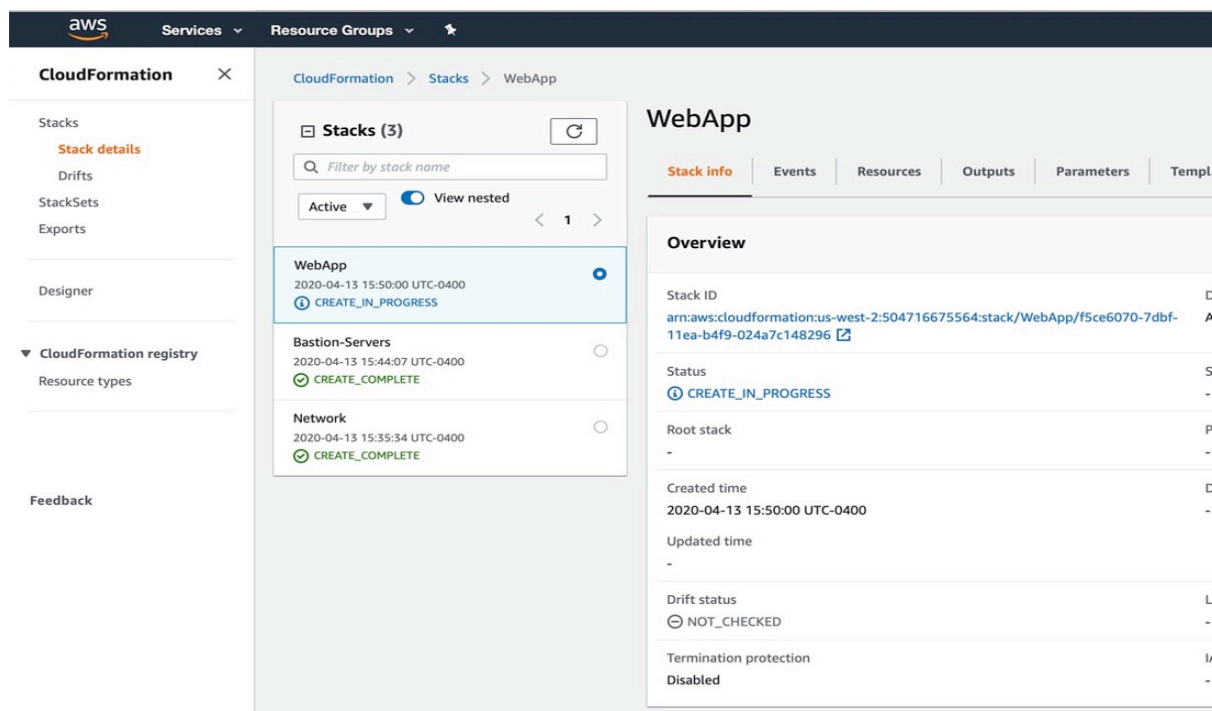 aws
Services
Resource Groups
CloudFormation
Stacks
Stack details
Drifts
StackSets
Exports
Designer
CloudFormation registry
Resource types
Feedback
CloudFormation > Stacks > WebApp
Stacks (3)
Filter by stack name
Active
View nested
< 1 >
WebApp
2020-04-13 15:50:00 UTC-0400
CREATE_IN_PROGRESS
Bastion-Servers
2020-04-13 15:44:07 UTC-0400
CREATE_COMPLETE
Network
2020-04-13 15:35:34 UTC-0400
CREATE_COMPLETE
WebApp
Stack info
Events
Resources
Outputs
Parameters
Templ
Overview
Stack ID
arn:aws:cloudformation:us-west-2:504716675564:stack/WebApp/f5ce6070-7dbf-
11ea-b4f9-024a7c148296
Status
CREATE_IN_PROGRESS
Root stack
-
Created time
2020-04-13 15:50:00 UTC-0400
Updated time
-
Drift status
NOT_CHECKED
Termination protection
Disabled